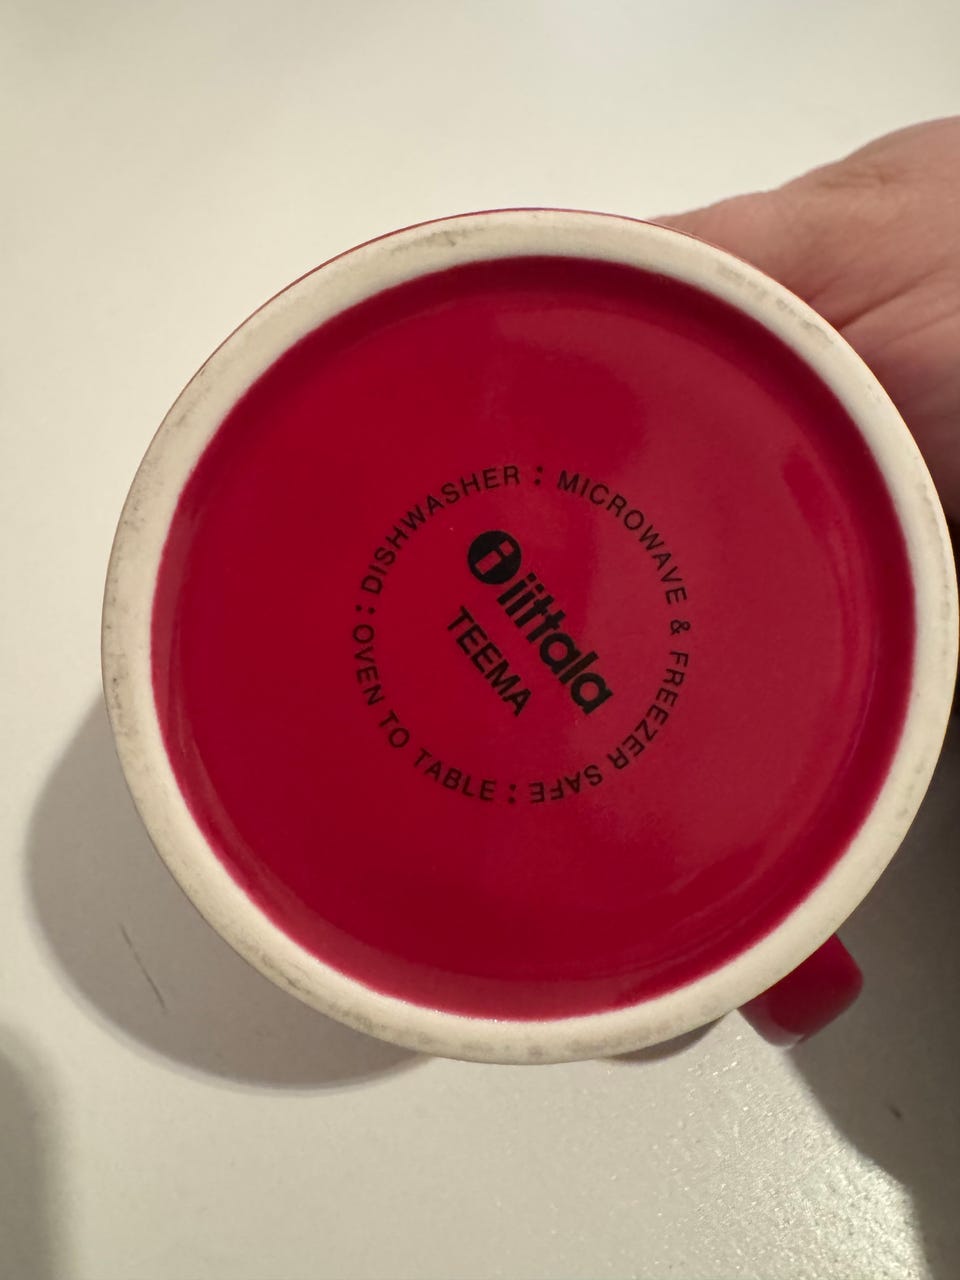 iittala
TEEMA
OVEN TO TABLE : DISHWASHER : MICROWAVE & FREEZER SAFE :